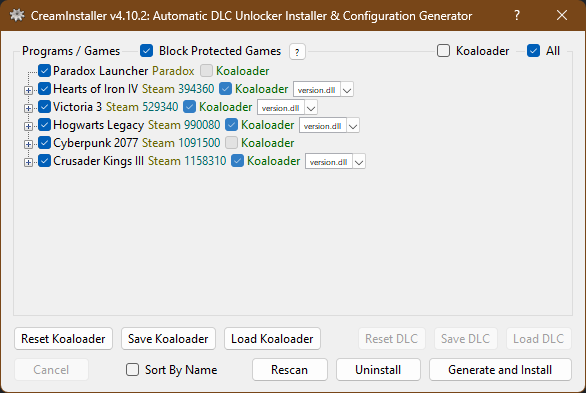 CreamInstaller v4.10.2: Automatic DLC Unlocker Installer & Configuration Generator ?
Programs / Games Block Protected Games ? Koaloader All
Paradox Launcher Paradox Koaloader
Hearts of Iron IV Steam 394360 Koaloader version.dll
Victoria 3 Steam 529340 Koaloader version.dll
Hogwarts Legacy Steam 990080 Koaloader version.dll
Cyberpunk 2077 Steam 1091500 Koaloader
Crusader Kings III Steam 1158310 Koaloader version.dll
Reset Koaloader Save Koaloader Load Koaloader Reset DLC Save DLC Load DLC
Cancel Sort By Name Rescan Uninstall Generate and Install